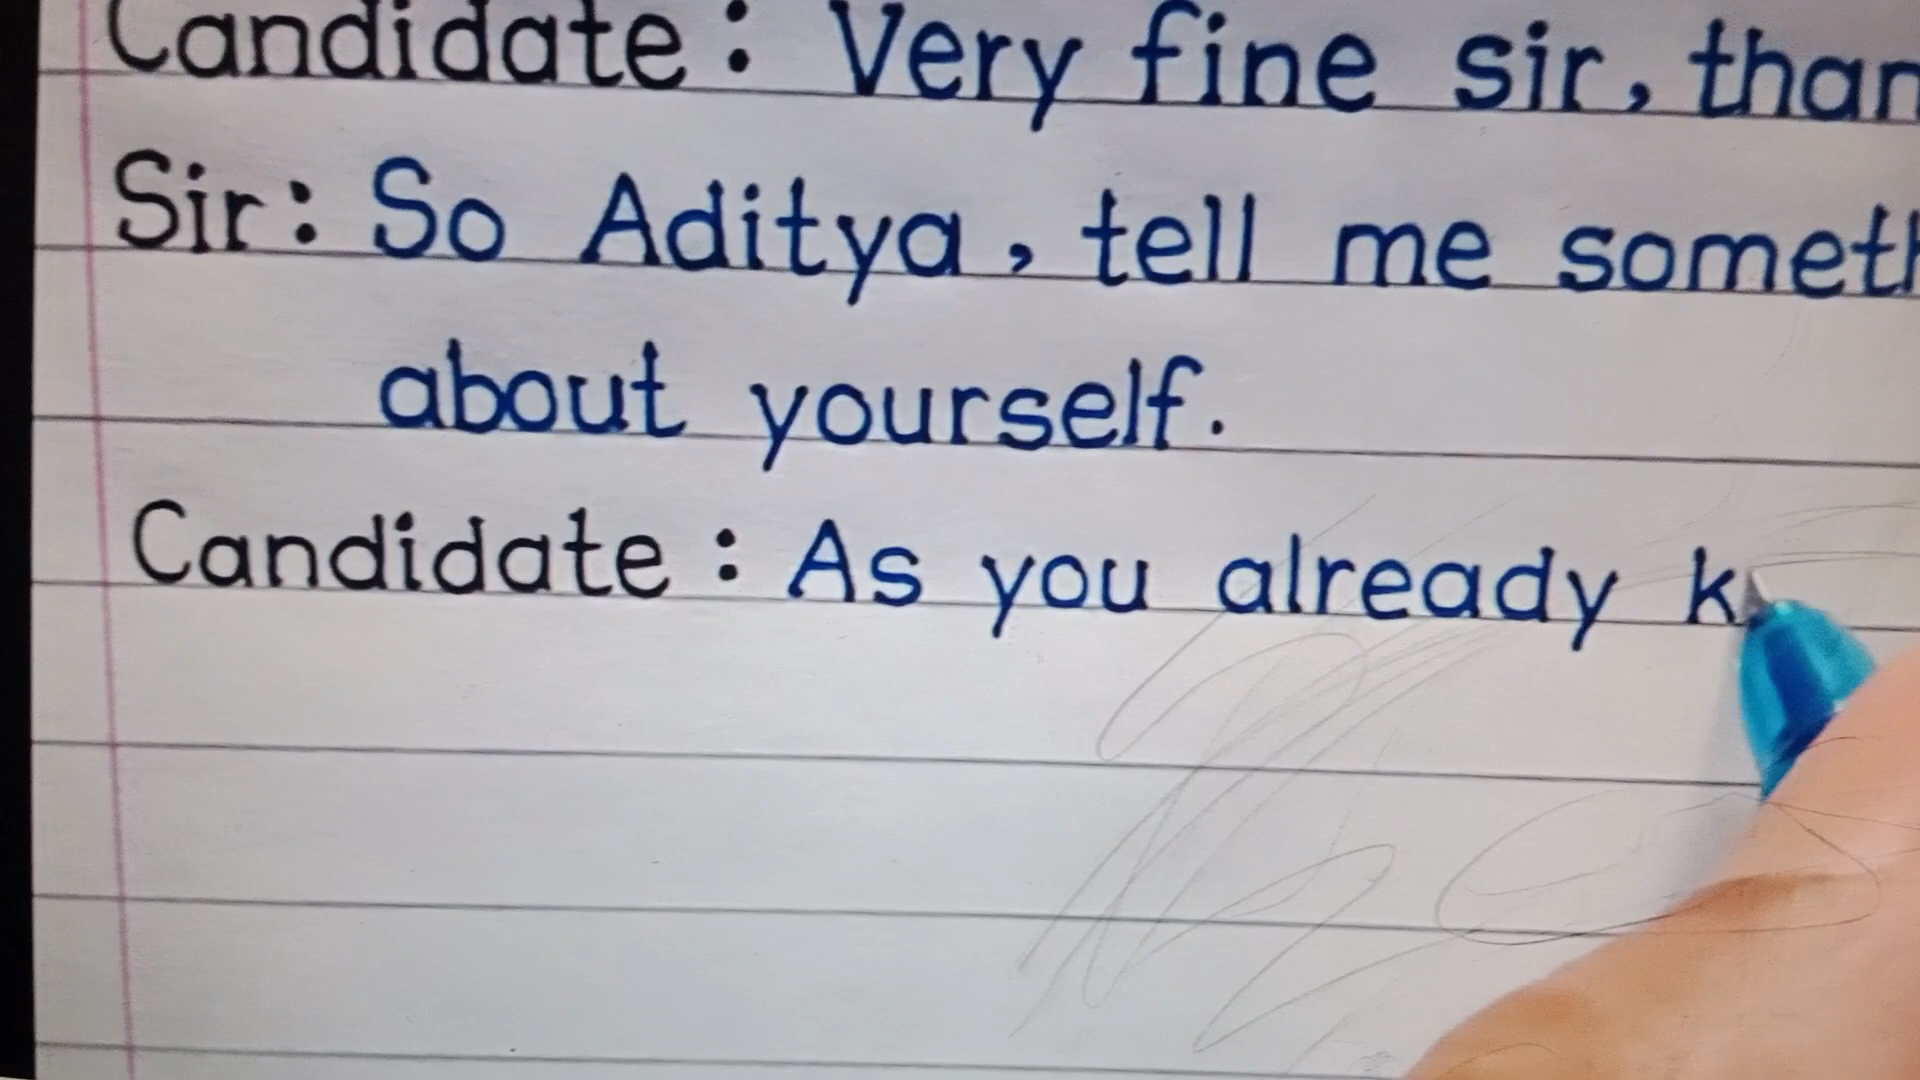 Candidate : Very fine sir, than
Sir : So Aditya, tell me someth
about yourself.
Candidate : As you already k